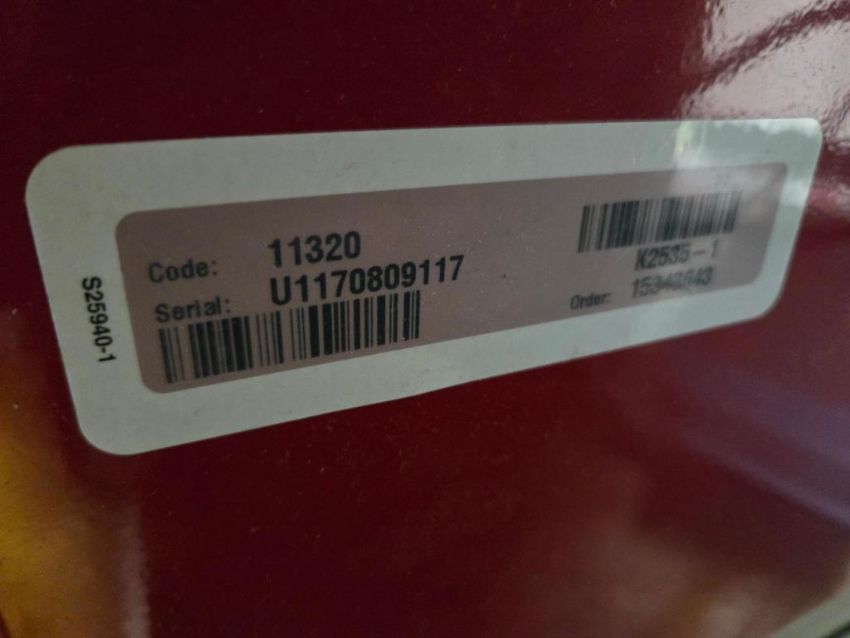 Code: 11320
Serial: U1170809117
K2535-1
Order:
S25940-1